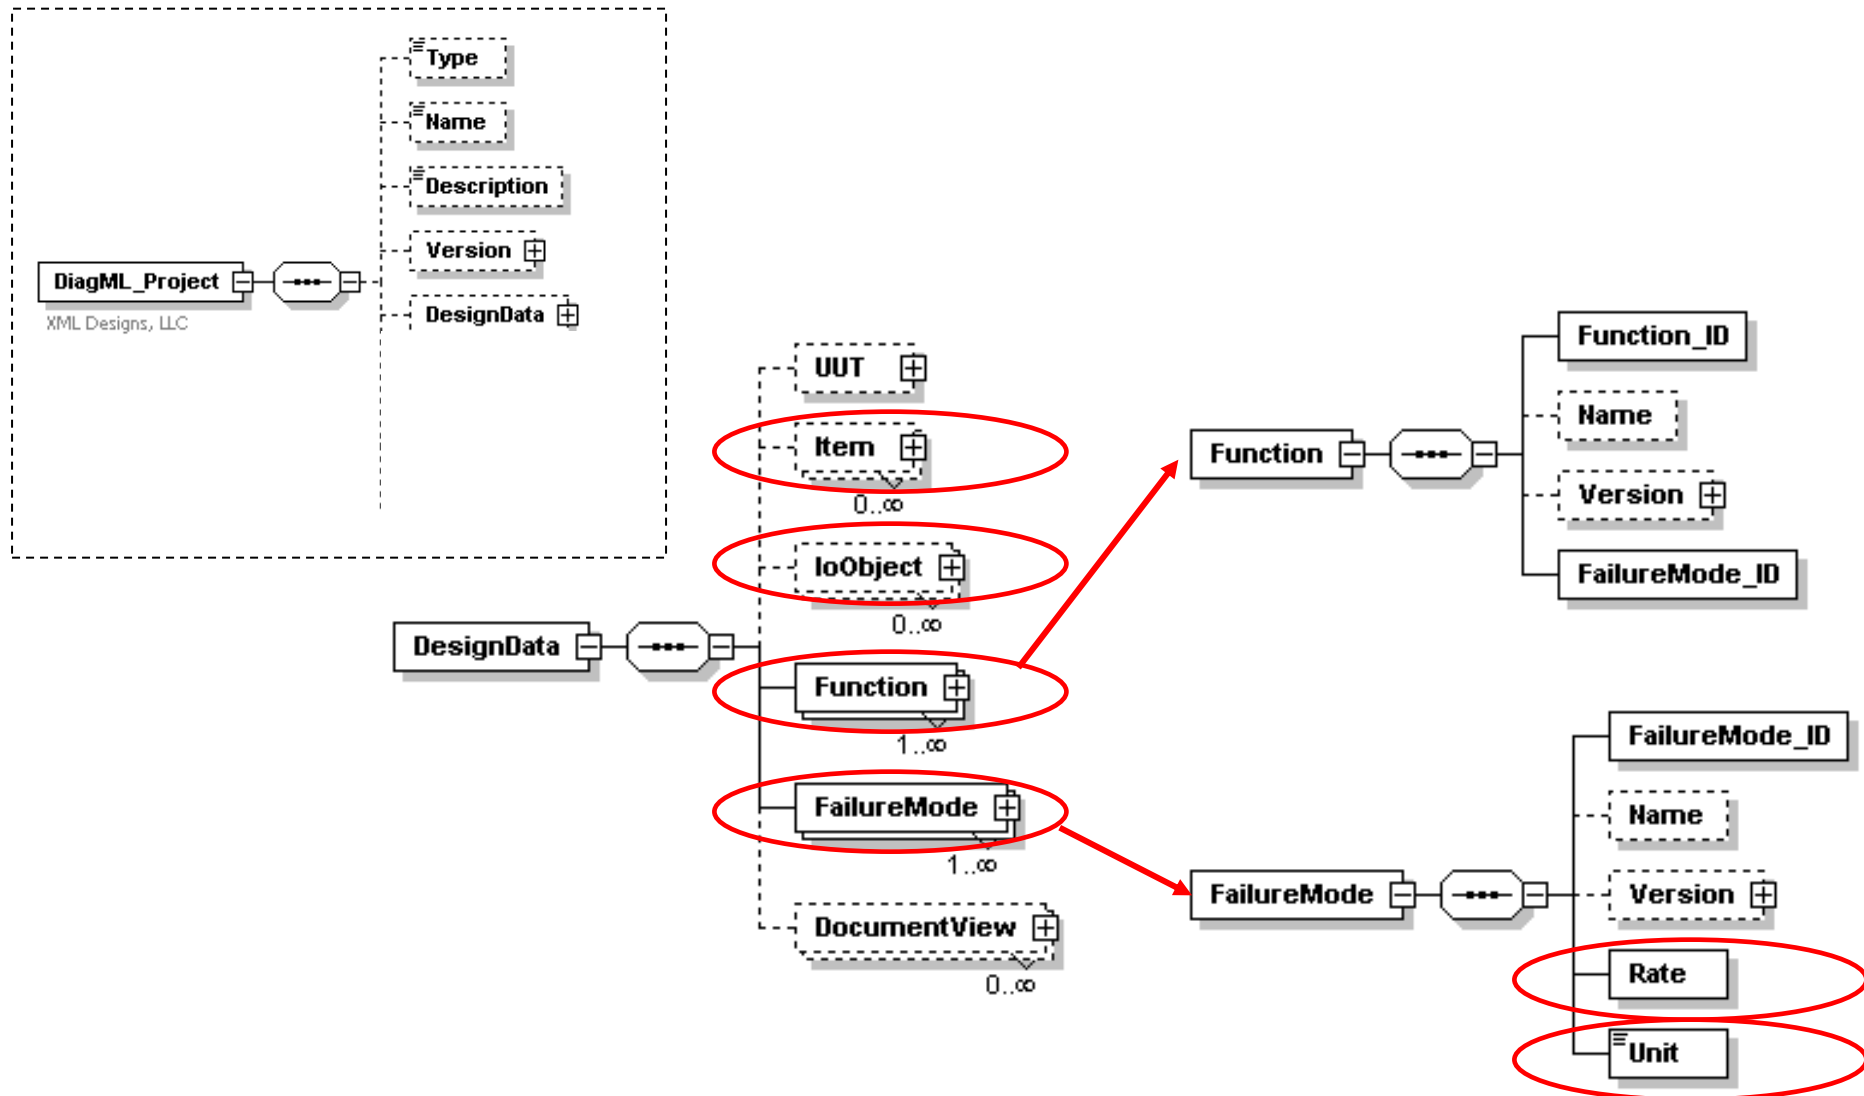 Type
Name
Description
Version
DiagML_Project
XML Designs, LLC
DesignData
UUT
Item
0..∞
IoObject
0..∞
DesignData
Function
1..∞
FailureMode
1..∞
DocumentView
0..∞
Function_ID
Name
Function
Version
FailureMode_ID
FailureMode_ID
Name
FailureMode
Version
Rate
Unit